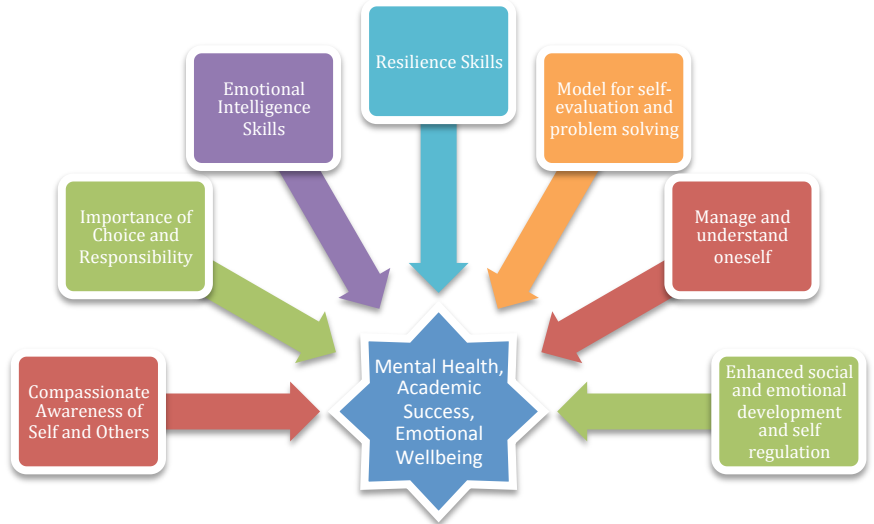 Resilience Skills
Emotional
Intelligence
Skills
Model for self-
evaluation and
problem solving
Importance of
Choice and
Responsibility
Manage and
understand
oneself
Compassionate
Awareness of
Self and Others
Mental Health,
Academic
Success,
Emotional
Wellbeing
Enhanced social
and emotional
development
and self
regulation